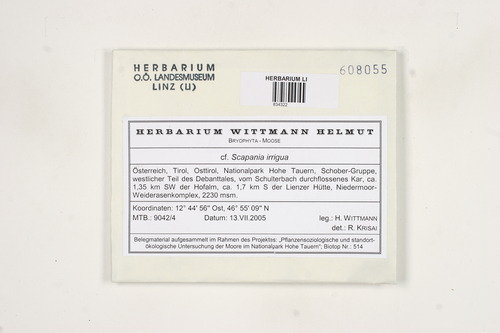 HERBARIUM
O.Ö. LANDESMUSEUM
LINZ (LI)
HERBARIUM LI
834322
608055
HERBARIUM WITTMANN HELMUT
BRYOPHYTA - MOOSE
cf. Scapania irrigua
Österreich, Tirol, Osttirol, Nationalpark Hohe Tauern, Schober-Gruppe,
westlicher Teil des Debanttales, vom Schulterbach durchflossenes Kar, ca.
1,35 km SW der Hofalm, ca. 1,7 km S der Lienzer Hütte, Niedermoor-
Weiderasenkomplex, 2230 msm.
Koordinaten: 12° 44' 56" Ost, 46° 55' 09" N
MTB.: 9042/4 Datum: 13.VII.2005 leg.: H. WITTMANN
det.: R. KRISAI
Belegmaterial aufgesammelt im Rahmen des Projektes: „Pflanzensoziologische und standort-
ökologische Untersuchung der Moore im Nationalpark Hohe Tauern"; Biotop Nr.: 514